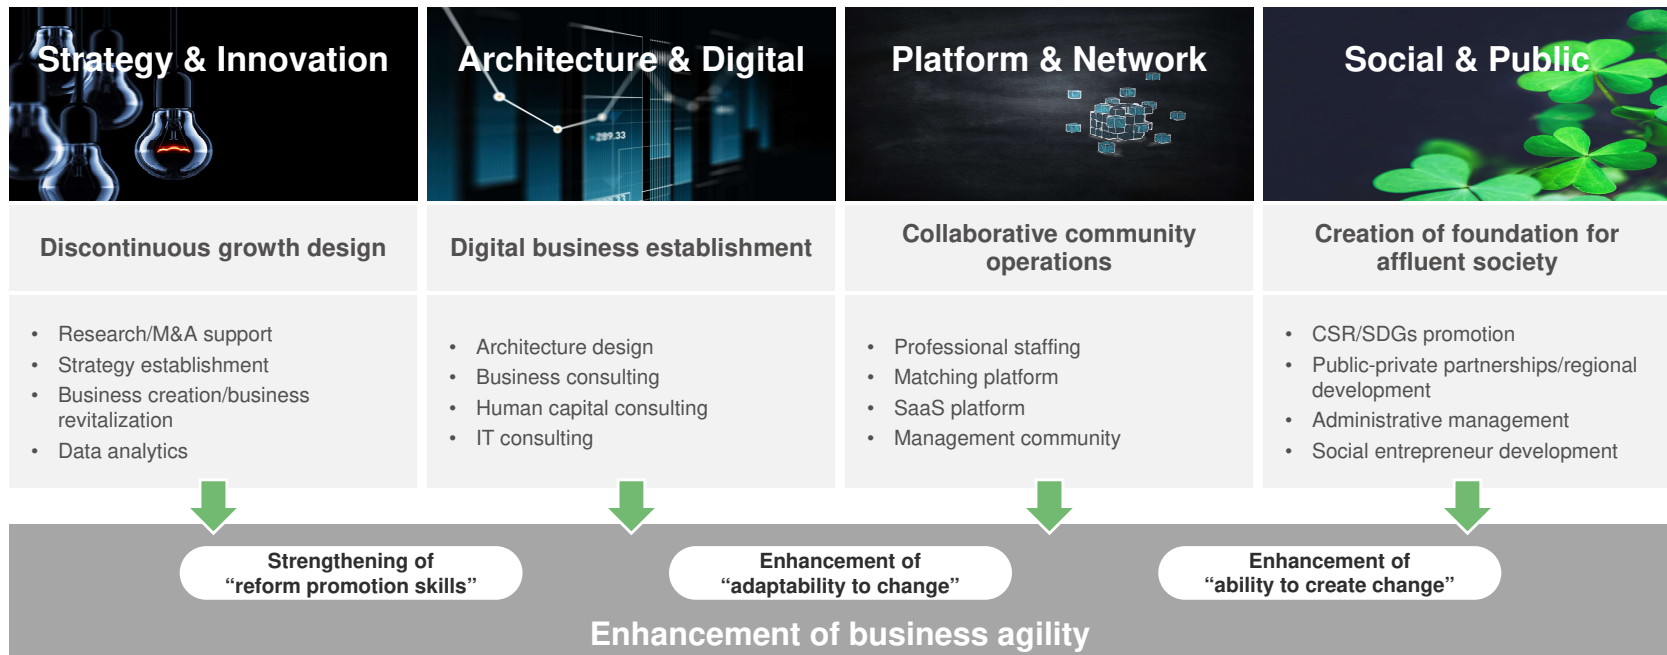 Strategy & Innovation
Architecture & Digital
Platform & Network
Social & Public
-289.33
Discontinuous growth design
Digital business establishment
Collaborative community
operations
Creation of foundation for
affluent society
• Research/M&A support
• Strategy establishment
• Business creation/business
revitalization
• Data analytics
• Architecture design
• Business consulting
• Human capital consulting
• IT consulting
• Professional staffing
• Matching platform
• SaaS platform
• Management community
• CSR/SDGs promotion
• Public-private partnerships/regional
development
• Administrative management
• Social entrepreneur development
Strengthening of
“reform promotion skills”
Enhancement of
“adaptability to change”
Enhancement of
“ability to create change”
Enhancement of business agility